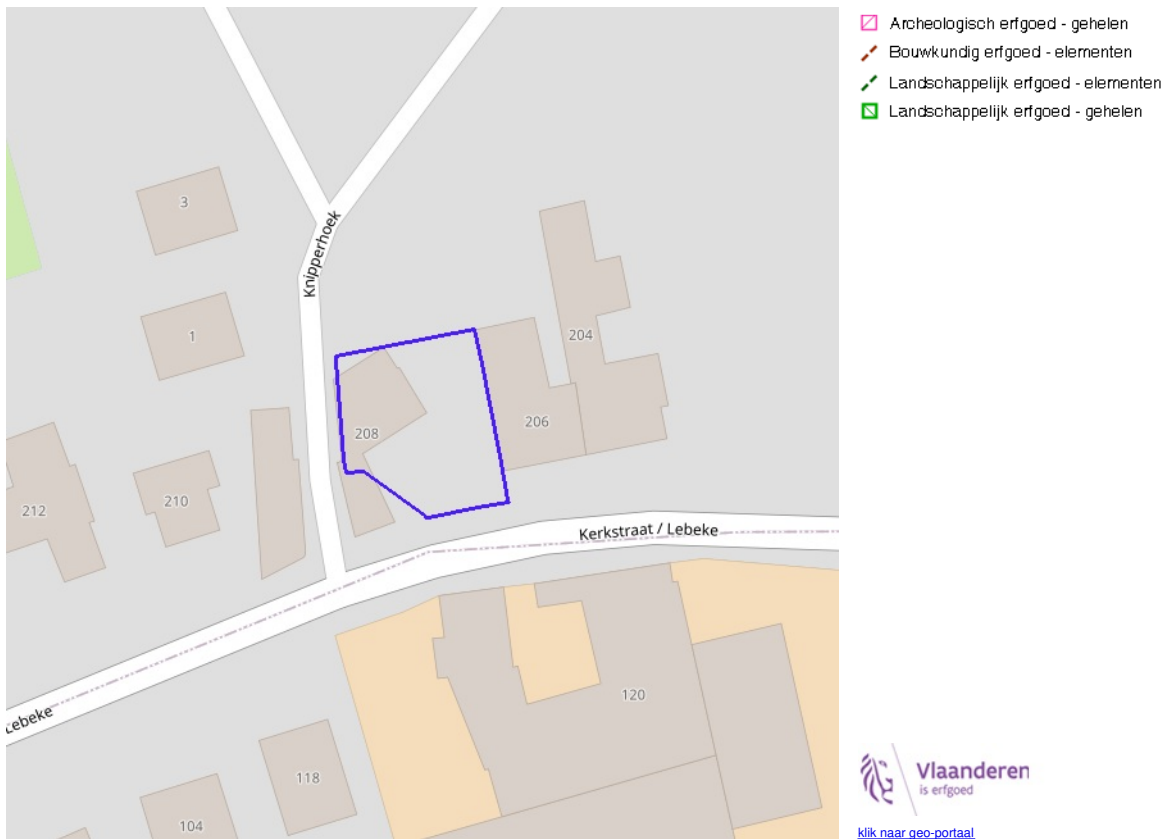 Archeologisch erfgoed - gehelen
Bouwkundig erfgoed - elementen
Landschappelijk erfgoed - elementen
Landschappelijk erfgoed - gehelen
3
Knipperhoek
1
204
206
208
212
210
Kerkstraat / Lebeke
Lebeke
120
118
104
Vlaanderen
is erfgoed
klik naar geo-portaal